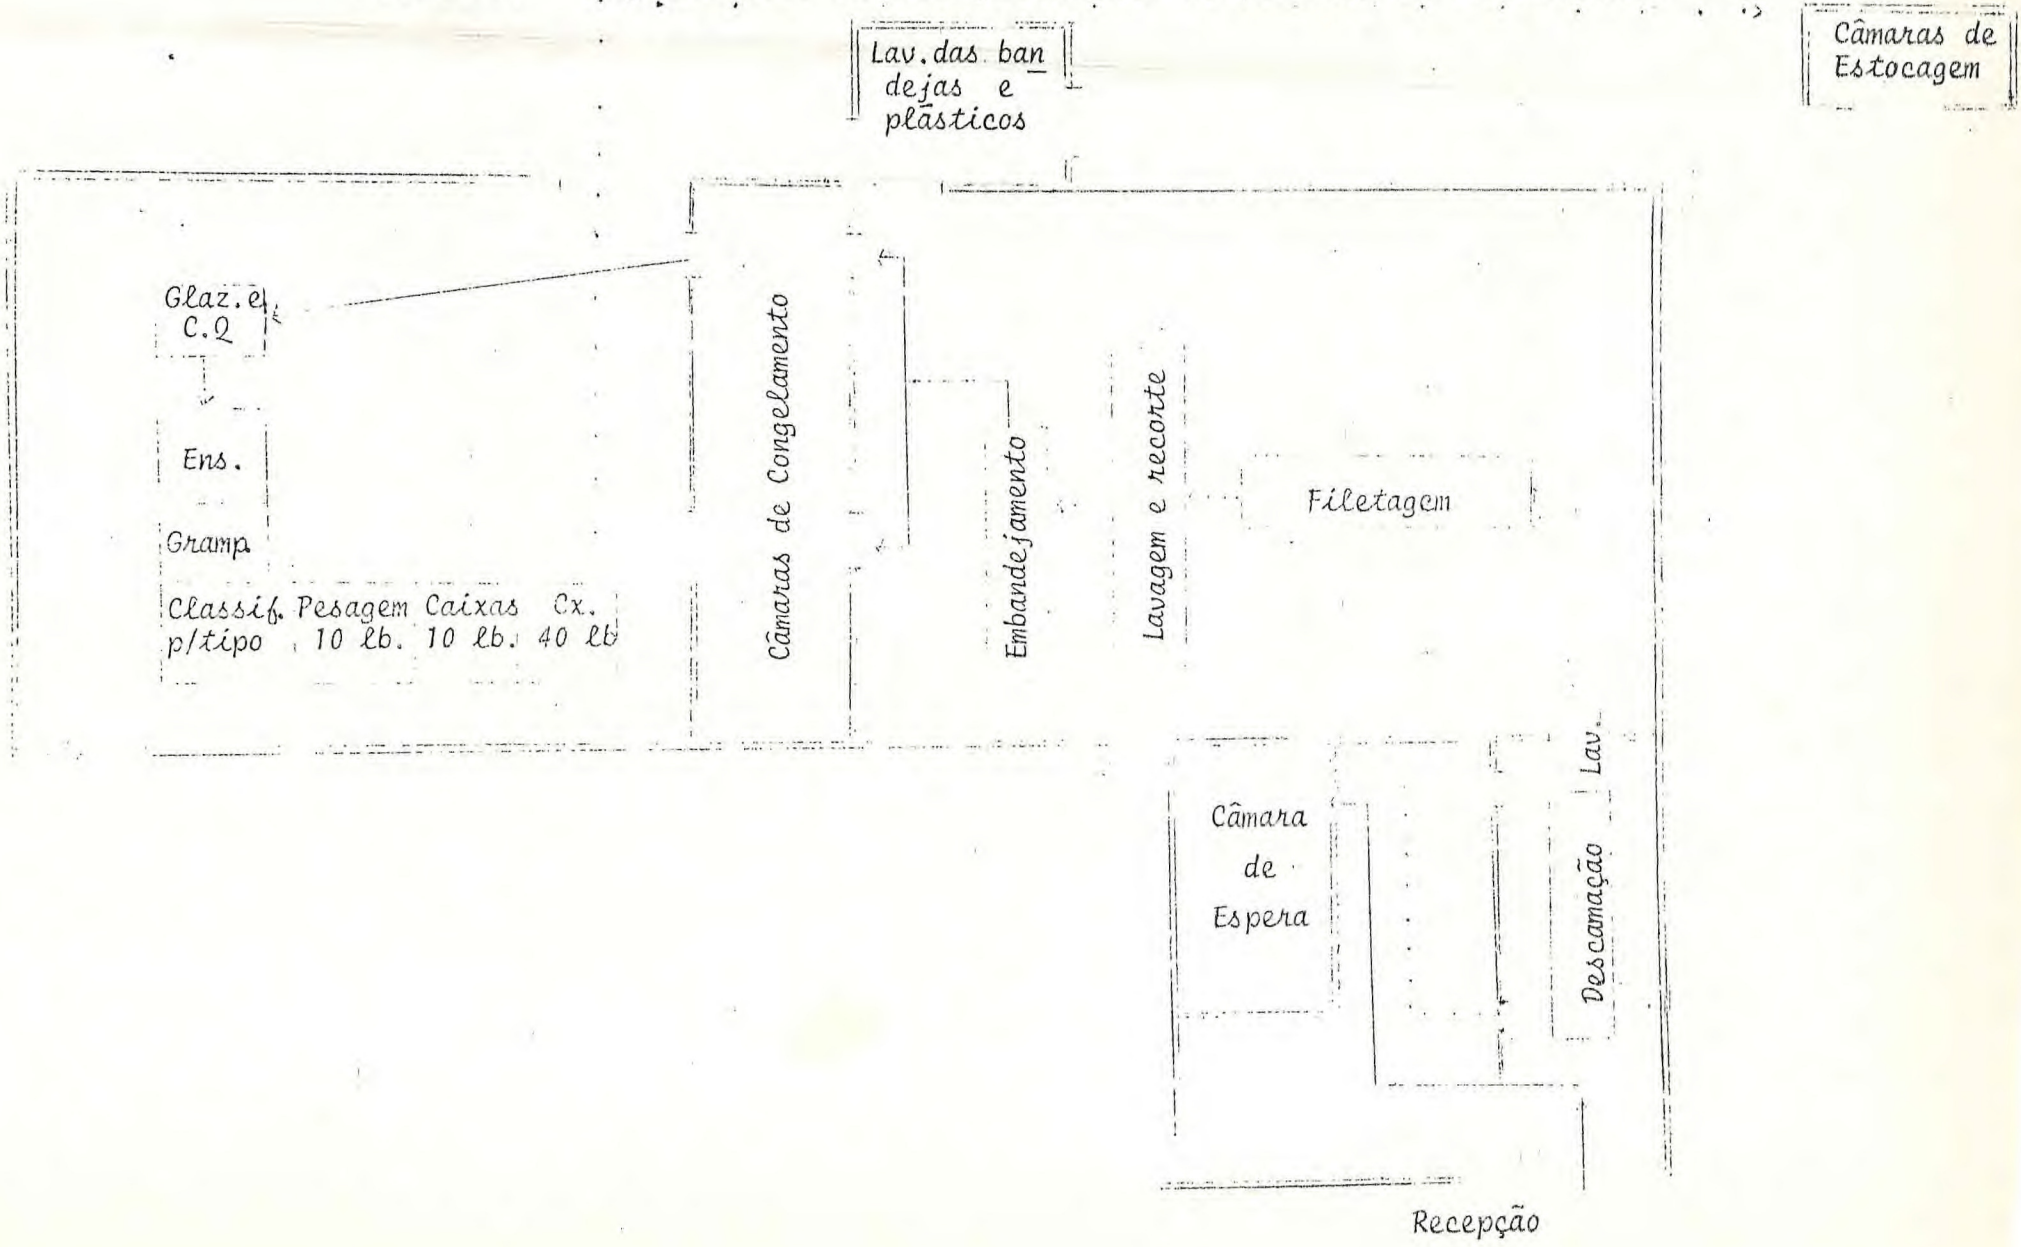 Lav. das ban
dejas e
plásticos
Câmaras de
Estocagem
Glaz. e
C.Q
Ens.
Gramp.
Classif. Pesagem Caixas Cx.
p/tipo 10 lb. 10 lb. 40 lb
Câmaras de Congelamento
Embandejamento
Lavagem e recorte
Filetagem
Câmara
de
Espera
Lav.
Descamação
Recepção